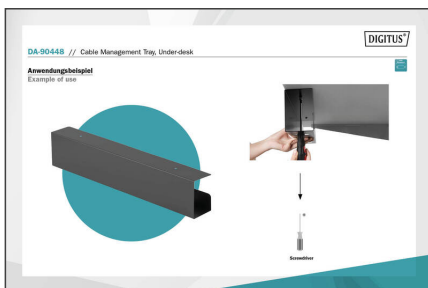 DIGITUS®
DA-90448 // Cable Management Tray, Under-desk
Anwendungsbeispiel
Example of use
Screwdriver